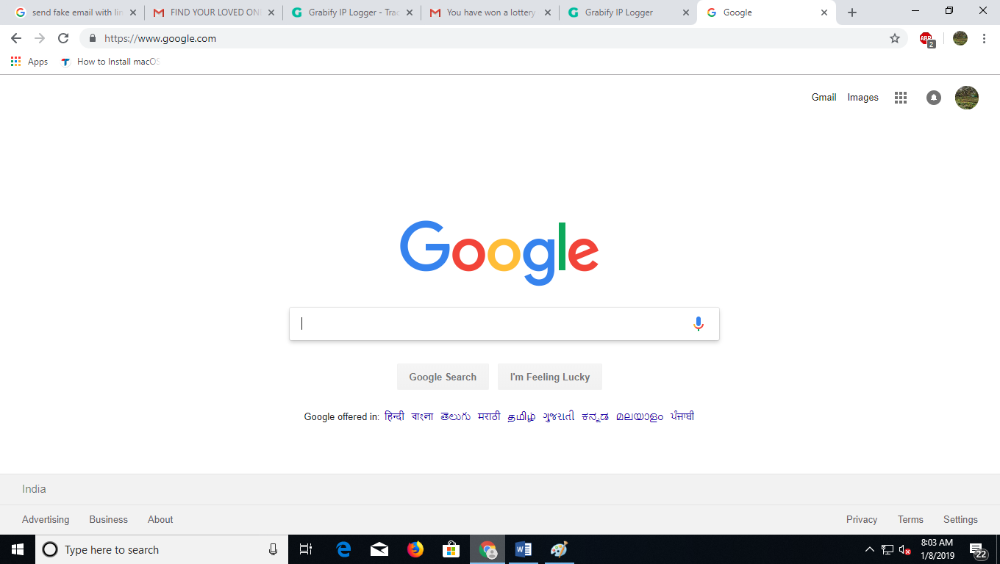 send fake email with lin
FIND YOUR LOVED ON
Grabify IP Logger - Trac
You have won a lottery
Grabify IP Logger
Google
https://www.google.com
ABP
2
Apps
How to Install macOS
Gmail Images
Google
Google Search
I'm Feeling Lucky
Google offered in: हिन्दी বাংলা తెలుగు मराठी தமிழ் ગુજરાતી ಕನ್ನಡ മലയാളം ਪੰਜਾਬੀ
India
Advertising Business About
Privacy Terms Settings
Type here to search
8:03 AM
1/8/2019
22